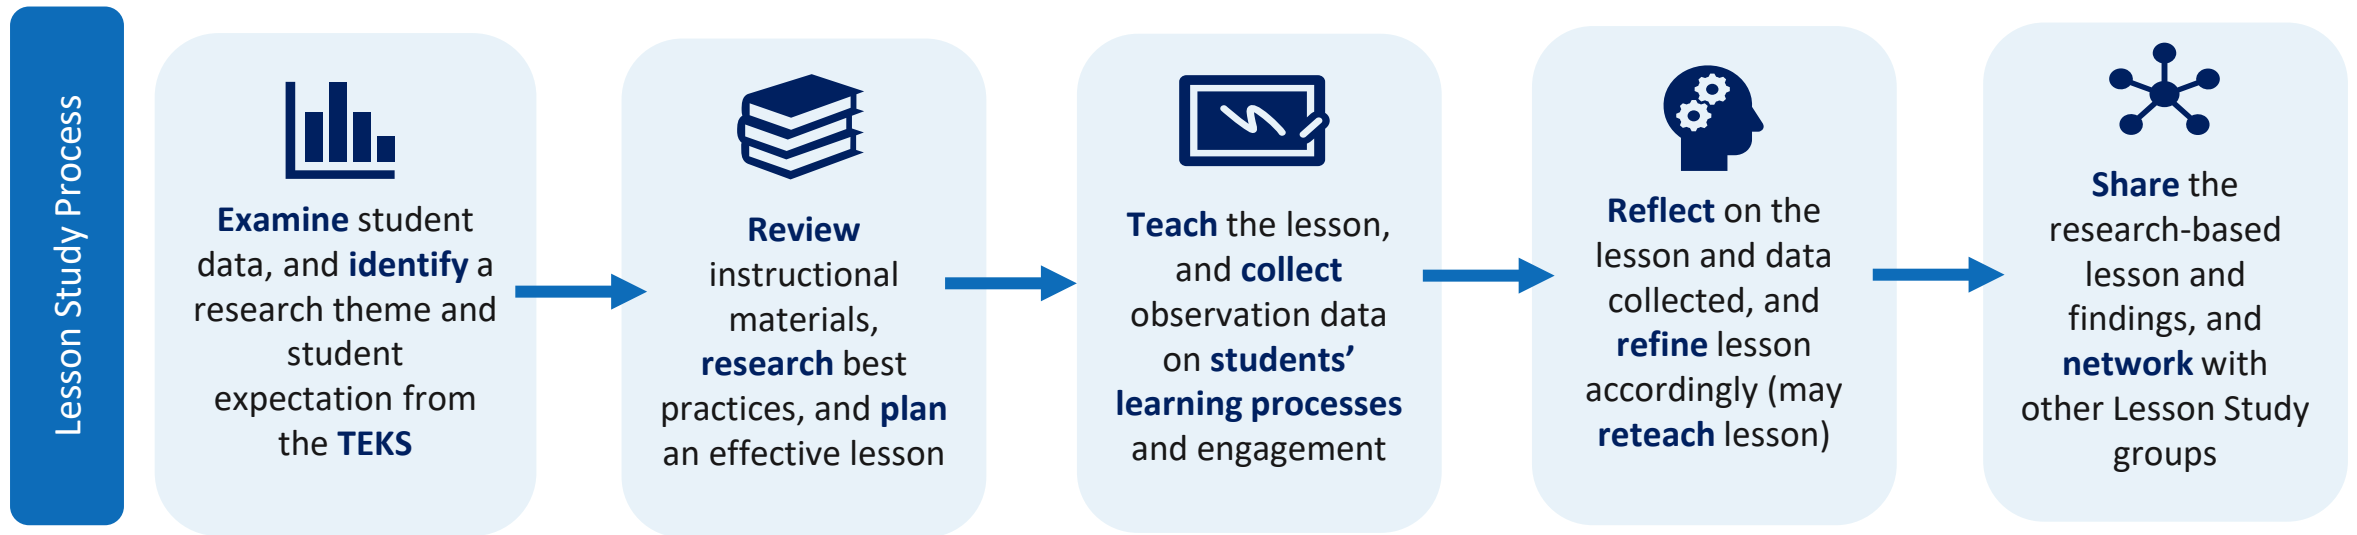 Lesson Study Process
Examine student
data, and identify a
research theme and
student
expectation from
the TEKS
Review
instructional
materials,
research best
practices, and plan
an effective lesson
Teach the lesson,
and collect
observation data
on students’
learning processes
and engagement
Reflect on the
lesson and data
collected, and
refine lesson
accordingly (may
reteach lesson)
Share the
research-based
lesson and
findings, and
network with
other Lesson Study
groups